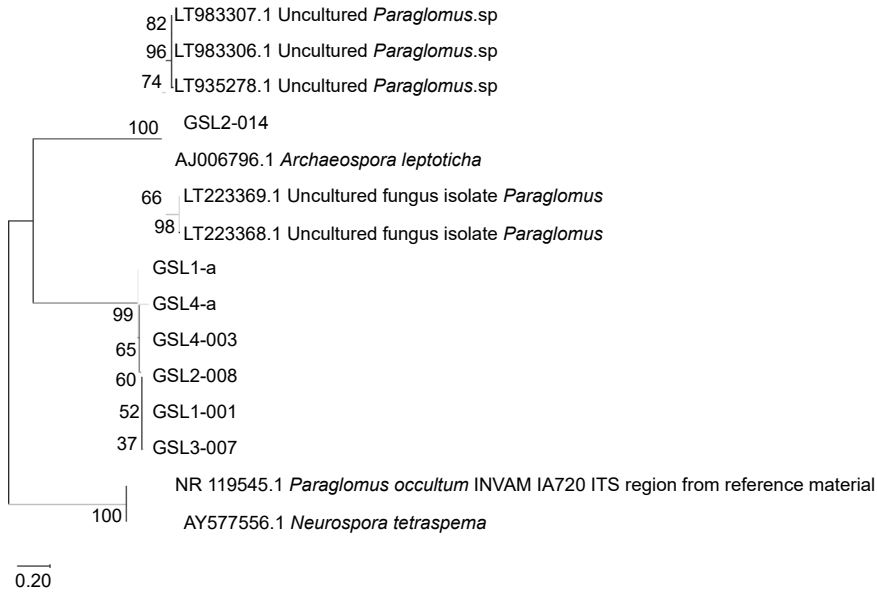 LT983307.1 Uncultured Paraglomus.sp
82
LT983306.1 Uncultured Paraglomus.sp
96
LT935278.1 Uncultured Paraglomus.sp
74
GSL2-014
100
AJ006796.1 Archaeospora leptoticha
LT223369.1 Uncultured fungus isolate Paraglomus
66
LT223368.1 Uncultured fungus isolate Paraglomus
98
GSL1-a
GSL4-a
99
GSL4-003
65
GSL2-008
60
GSL1-001
52
GSL3-007
37
NR 119545.1 Paraglomus occultum INVAM IA720 ITS region from reference material
AY577556.1 Neurospora tetraspema
100
0.20